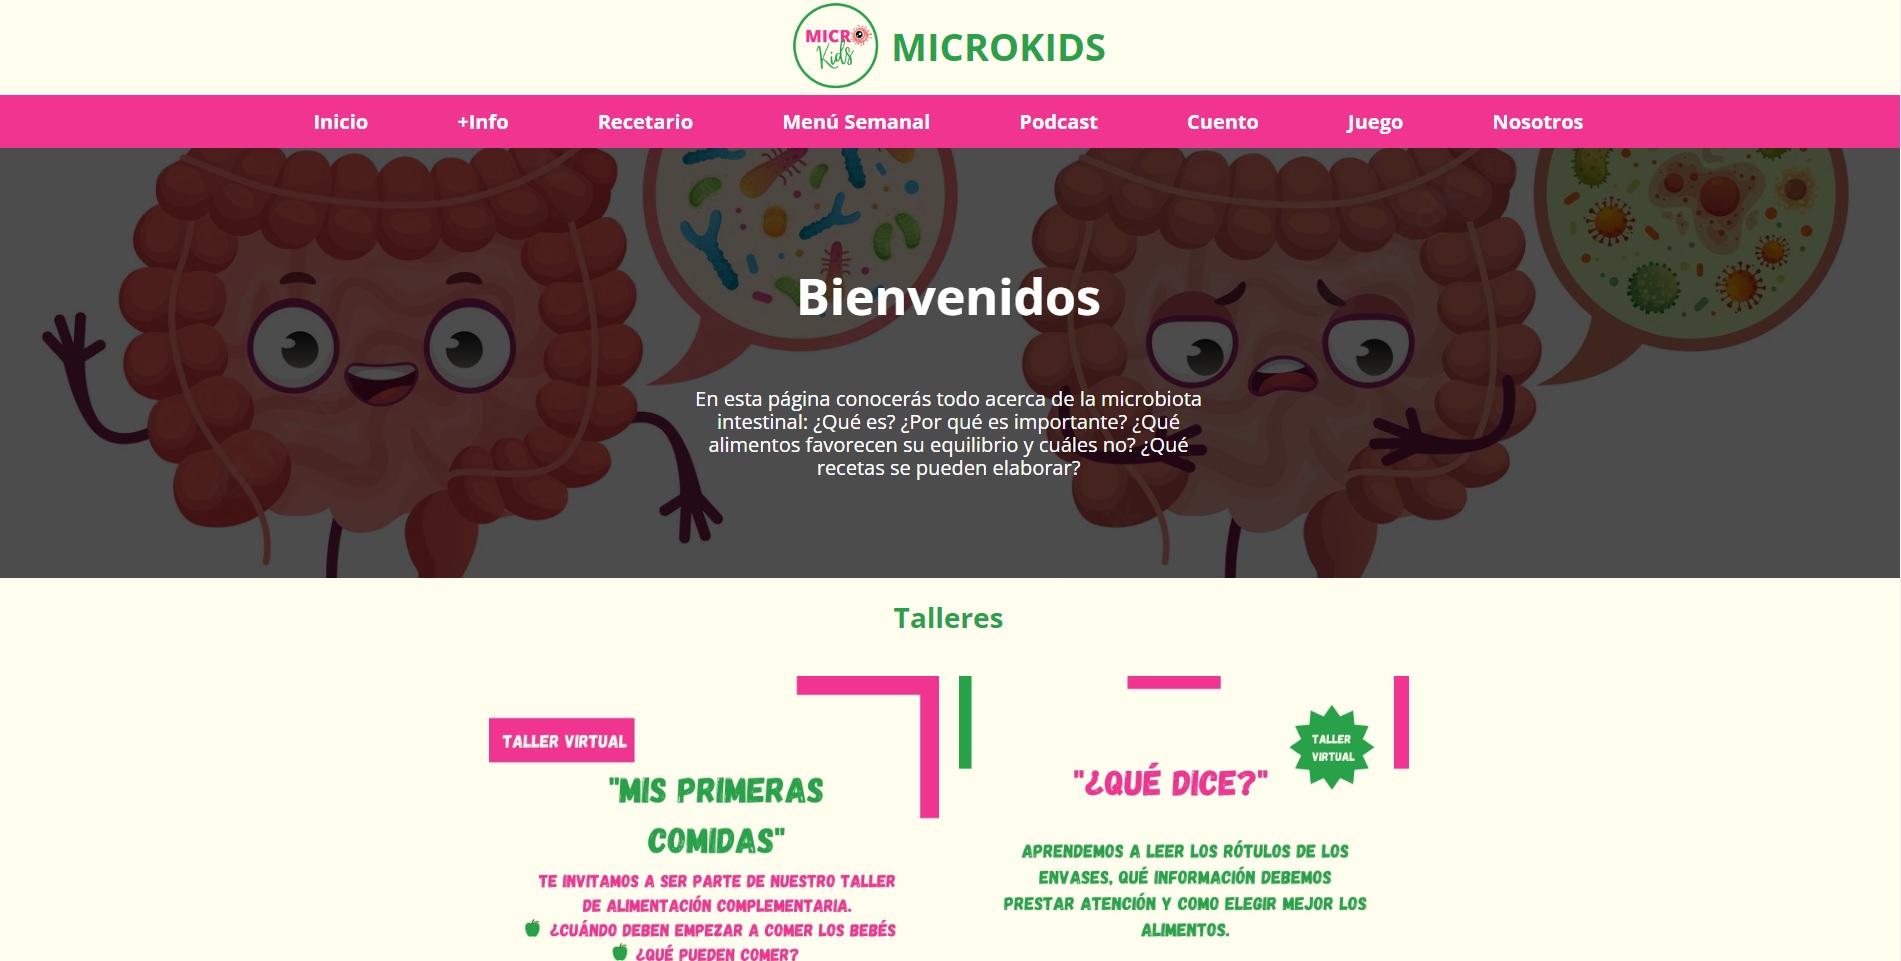 MICRO
Kids
MICROKIDS
Inicio +Info Recetario Menú Semanal Podcast Cuento Juego Nosotros
Bienvenidos
En esta página conocerás todo acerca de la microbiota
intestinal: ¿Qué es? ¿Por qué es importante? ¿Qué
alimentos favorecen su equilibrio y cuáles no? ¿Qué
recetas se pueden elaborar?
Talleres
TALLER VIRTUAL
"MIS PRIMERAS
COMIDAS"
TE INVITAMOS A SER PARTE DE NUESTRO TALLER
DE ALIMENTACIÓN COMPLEMENTARIA.
¿CUÁNDO DEBEN EMPEZAR A COMER LOS BEBÉS
¿QUÉ PUEDEN COMER?
TALLER
VIRTUAL
"¿QUÉ DICE?"
APRENDEMOS A LEER LOS RÓTULOS DE LOS
ENVASES, QUÉ INFORMACIÓN DEBEMOS
PRESTAR ATENCIÓN Y COMO ELEGIR MEJOR LOS
ALIMENTOS.